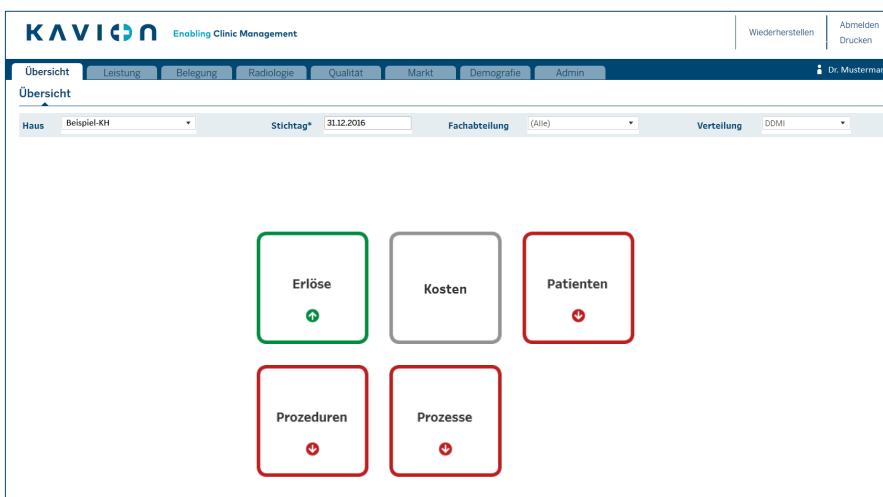 KAVION Enabling Clinic Management
Wiederherstellen
Abmelden
Drucken
Übersicht Leistung Belegung Radiologie Qualität Markt Demografie Admin Dr. Musterman
Übersicht
Haus Beispiel-KH Stichtag* 31.12.2016 Fachabteilung (Alle) Verteilung DDMI
Erlöse Kosten Patienten
Prozeduren Prozesse